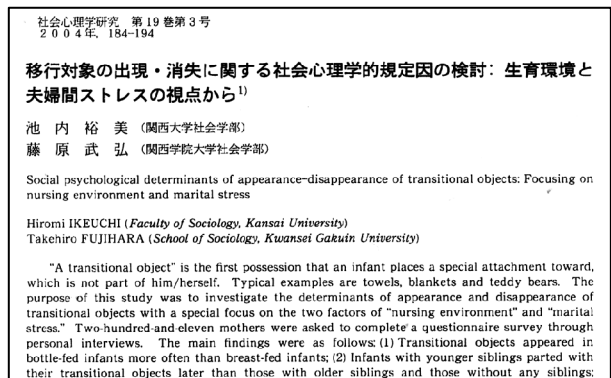 社会心理学研究 第19巻第3号
2004年, 184-194
移行対象の出現・消失に関する社会心理学的規定因の検討: 生育環境と
夫婦間ストレスの視点から1)
池 内 裕 美 (関西大学社会学部)
藤 原 武 弘 (関西学院大学社会学部)
Social psychological determinants of appearance-disappearance of transitional objects: Focusing on
nursing environment and marital stress
Hiromi IKEUCHI (Faculty of Sociology, Kansai University)
Takehiro FUJIHARA (School of Sociology, Kwansei Gakuin University)
"A transitional object" is the first possession that an infant places a special attachment toward,
which is not part of him/herself. Typical examples are towels, blankets and teddy bears. The
purpose of this study was to investigate the determinants of appearance and disappearance of
transitional objects with a special focus on the two factors of "nursing environment" and "marital
stress." Two-hundred-and-eleven mothers were asked to complete a questionnaire survey through
personal interviews. The main findings were as follows: (1) Transitional objects appeared in
bottle-fed infants more often than breast-fed infants; (2) Infants with younger siblings parted with
their transitional objects later than those with older siblings and those without any siblings;